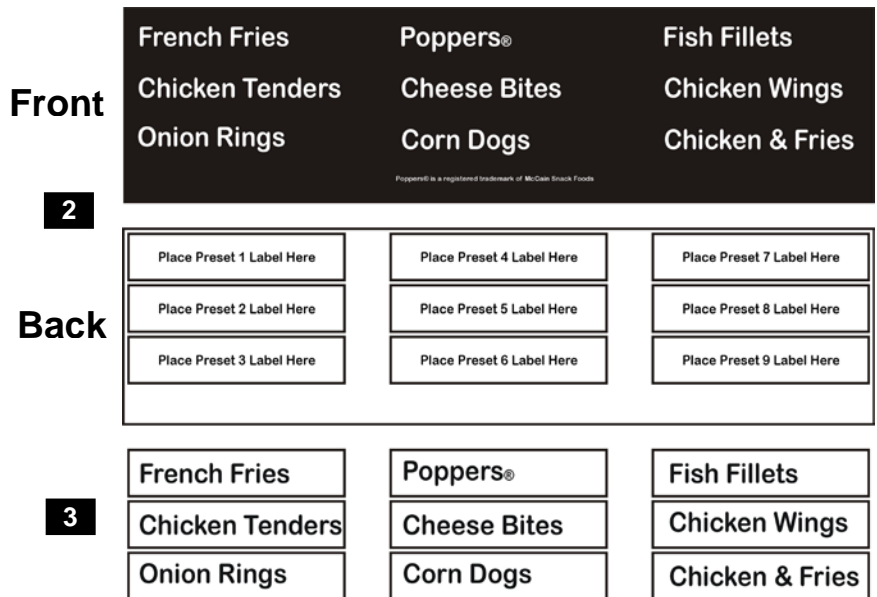 French Fries Poppers® Fish Fillets
Front
Chicken Tenders Cheese Bites Chicken Wings
Onion Rings Corn Dogs Chicken & Fries
Poppers® is a registered trademark of McCain Snack Foods
2
Place Preset 1 Label Here Place Preset 4 Label Here Place Preset 7 Label Here
Back
Place Preset 2 Label Here Place Preset 5 Label Here Place Preset 8 Label Here
Place Preset 3 Label Here Place Preset 6 Label Here Place Preset 9 Label Here
French Fries Poppers® Fish Fillets
3
Chicken Tenders Cheese Bites Chicken Wings
Onion Rings Corn Dogs Chicken & Fries